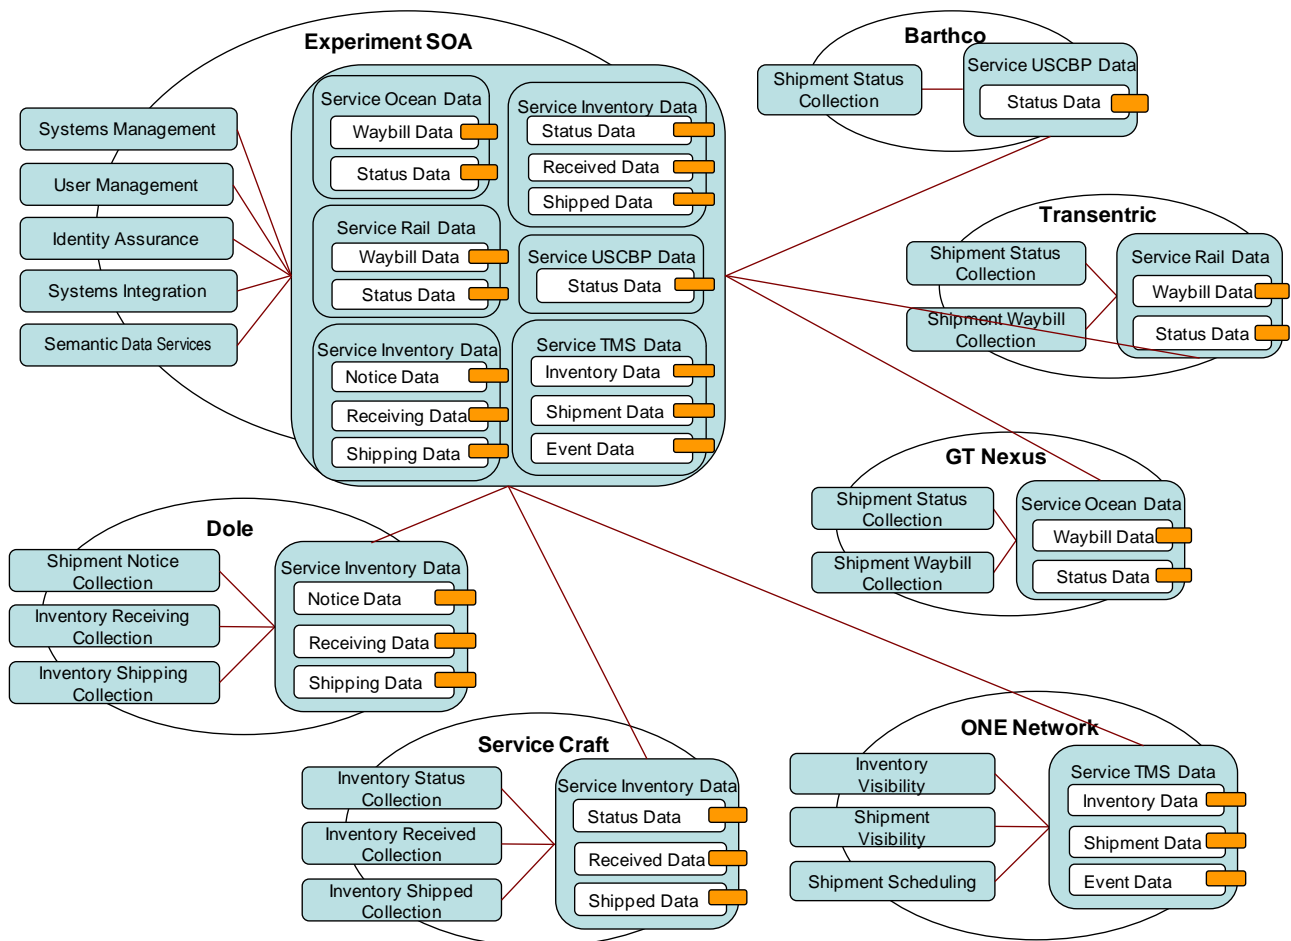 Experiment SOA
Systems Management
User Management
Identity Assurance
Systems Integration
Semantic Data Services
Service Ocean Data
Waybill Data
Status Data
Service Inventory Data
Status Data
Received Data
Shipped Data
Service Rail Data
Waybill Data
Status Data
Service USCBP Data
Status Data
Service Inventory Data
Notice Data
Receiving Data
Shipping Data
Service TMS Data
Inventory Data
Shipment Data
Event Data
Barthco
Shipment Status
Collection
Service USCBP Data
Status Data
Transentric
Shipment Status
Collection
Shipment Waybill
Collection
Service Rail Data
Waybill Data
Status Data
GT Nexus
Shipment Status
Collection
Shipment Waybill
Collection
Service Ocean Data
Waybill Data
Status Data
Dole
Shipment Notice
Collection
Inventory Receiving
Collection
Inventory Shipping
Collection
Service Inventory Data
Notice Data
Receiving Data
Shipping Data
Service Craft
Inventory Status
Collection
Inventory Received
Collection
Inventory Shipped
Collection
Service Inventory Data
Status Data
Received Data
Shipped Data
ONE Network
Inventory
Visibility
Shipment
Visibility
Shipment Scheduling
Service TMS Data
Inventory Data
Shipment Data
Event Data